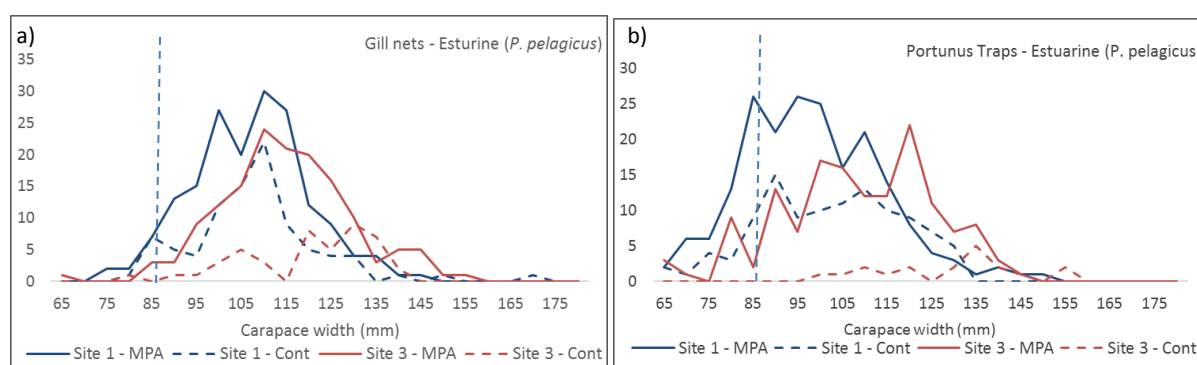 a)
Gill nets - Esturine (P. pelagicus)
35
30
25
20
15
10
5
0
65 75 85 95 105 115 125 135 145 155 165 175
Carapace width (mm)
Site 1 - MPA Site 1 - Cont Site 3 - MPA Site 3 - Cont
b)
Portunus Traps - Estuarine (P. pelagicus
30
25
20
15
10
5
0
65 75 85 95 105 115 125 135 145 155 165 175
Carapace width (mm)
Site 1 - MPA Site 1 - Cont Site 3 - MPA Site 3 - Cont